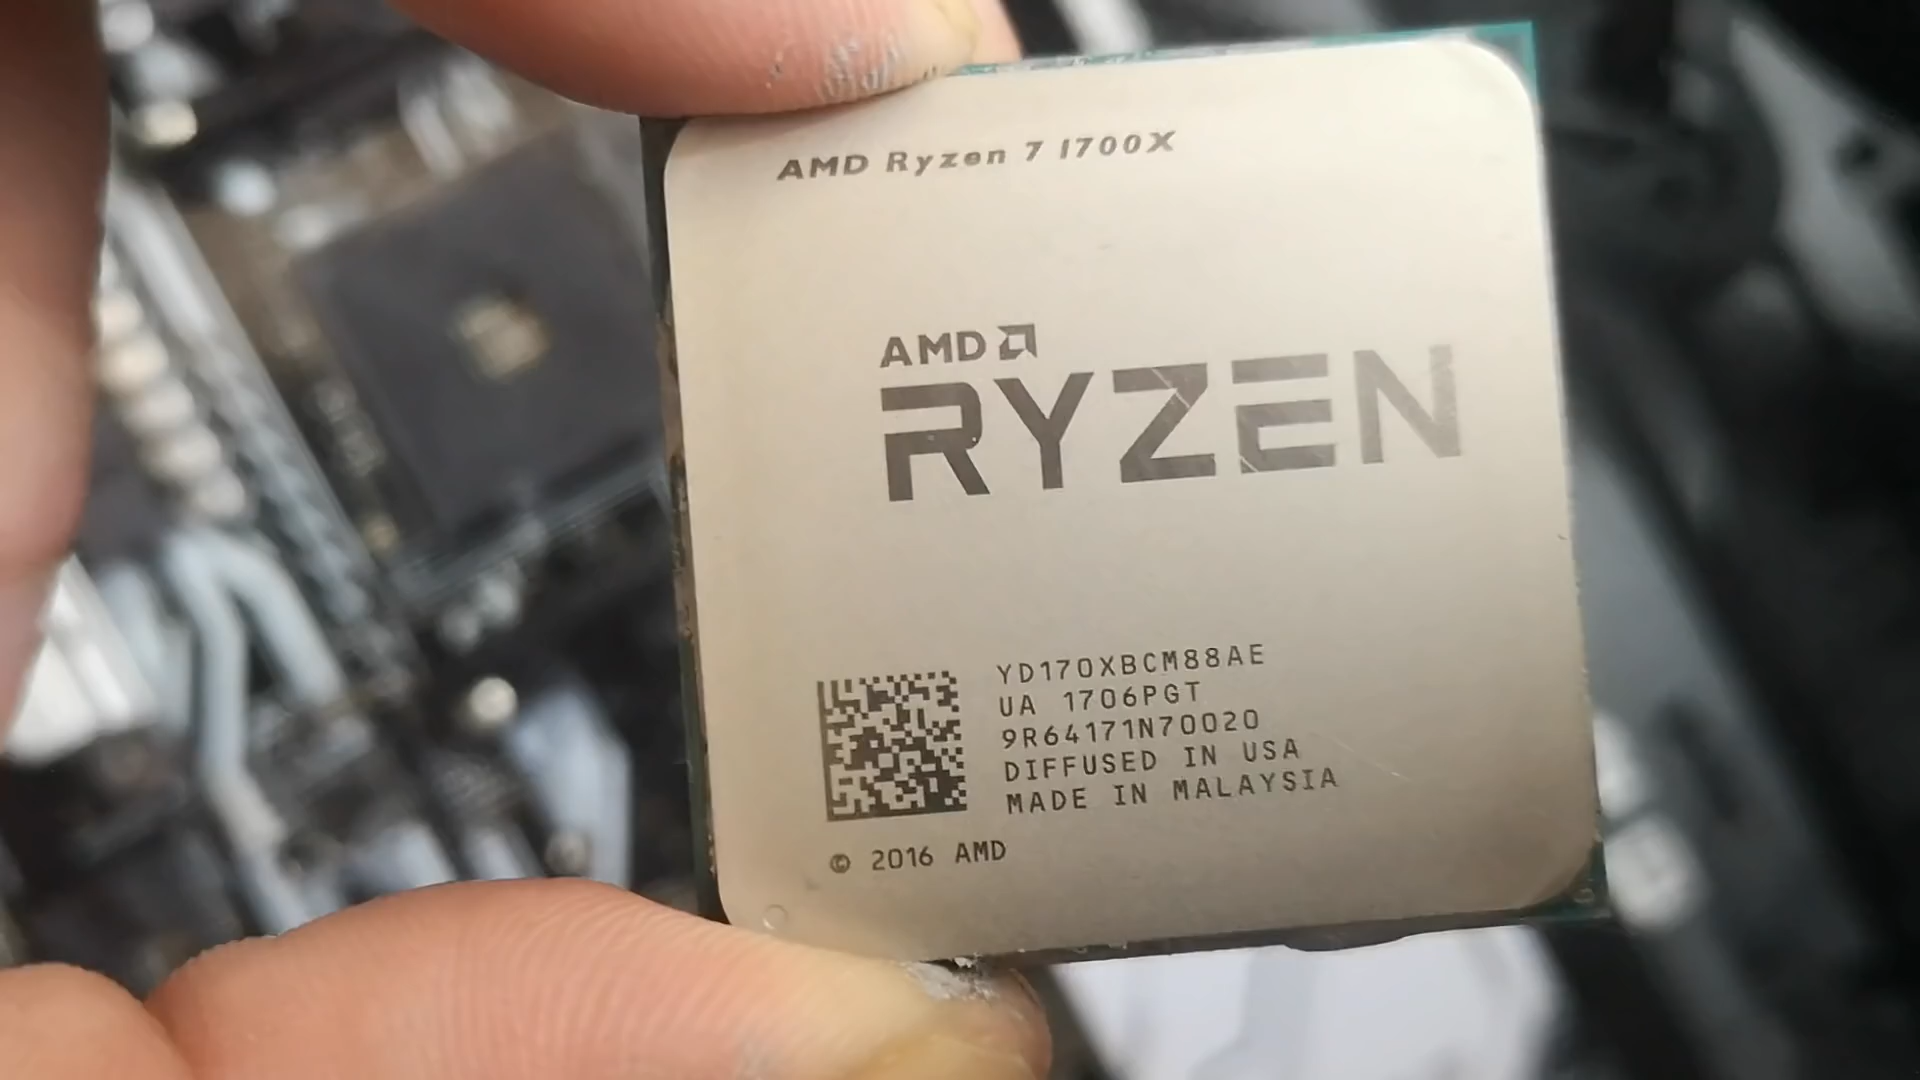 AMD Ryzen 7 1700X
AMD
RYZEN
YD170XBCM88AE
UA 1706PGT
9R64171N70020
DIFFUSED IN USA
MADE IN MALAYSIA
© 2016 AMD